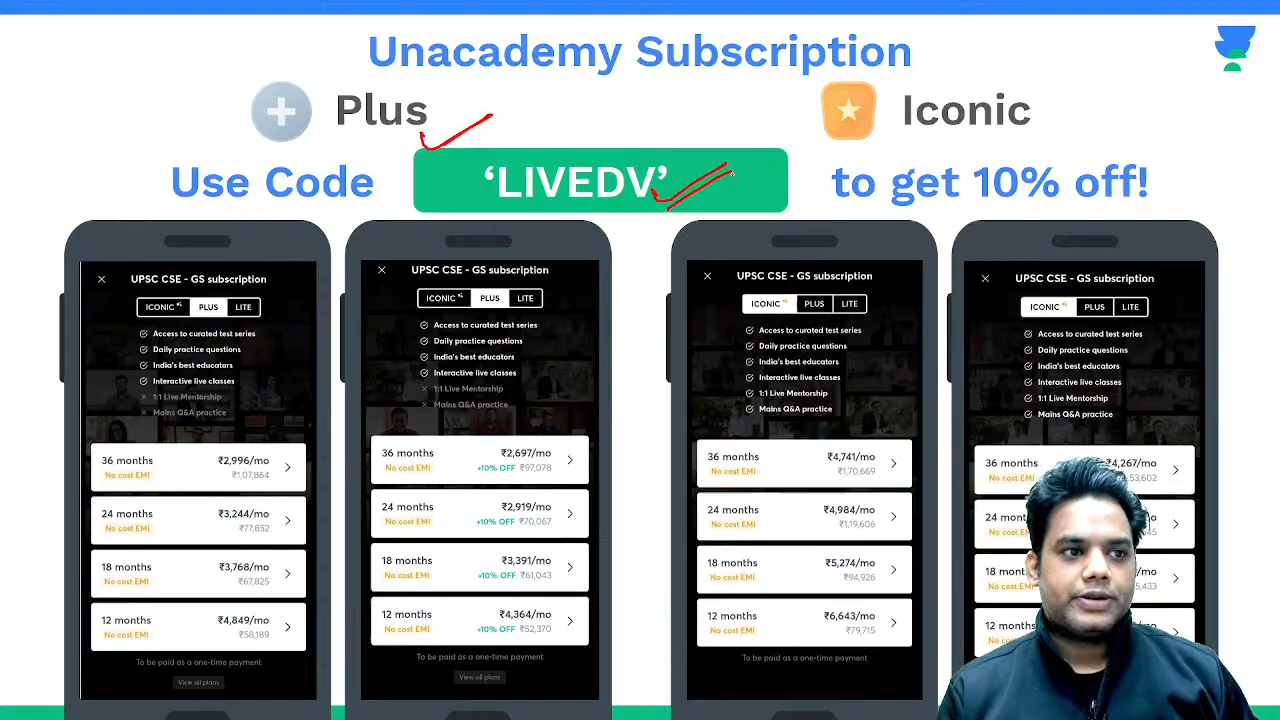 Unacademy Subscription
Plus
Iconic
Use Code
‘LIVEDV’
to get 10% off!
UPSC CSE - GS subscription
ICONIC PLUS LITE
Access to curated test series
Daily practice questions
India's best educators
Interactive live classes
1:1 Live Mentorship
Mains Q&A practice
36 months ₹2,996/mo
No cost EMI ₹1,07,864
24 months ₹3,244/mo
No cost EMI ₹77,852
18 months ₹3,768/mo
No cost EMI ₹67,825
12 months ₹4,849/mo
No cost EMI ₹58,189
To be paid as a one-time payment
View all plans
UPSC CSE - GS subscription
ICONIC PLUS LITE
Access to curated test series
Daily practice questions
India's best educators
Interactive live classes
1:1 Live Mentorship
Mains Q&A practice
36 months ₹2,697/mo
No cost EMI +10% OFF ₹97,078
24 months ₹2,919/mo
No cost EMI +10% OFF ₹70,067
18 months ₹3,391/mo
No cost EMI +10% OFF ₹61,043
12 months ₹4,364/mo
No cost EMI +10% OFF ₹52,370
To be paid as a one-time payment
View all plans
UPSC CSE - GS subscription
ICONIC PLUS LITE
Access to curated test series
Daily practice questions
India's best educators
Interactive live classes
1:1 Live Mentorship
Mains Q&A practice
36 months ₹4,741/mo
No cost EMI ₹1,70,669
24 months ₹4,984/mo
No cost EMI ₹1,19,606
18 months ₹5,274/mo
No cost EMI ₹94,926
12 months ₹6,643/mo
No cost EMI ₹79,715
To be paid as a one-time payment
UPSC CSE - GS subscription
ICONIC PLUS LITE
Access to curated test series
Daily practice questions
India's best educators
Interactive live classes
1:1 Live Mentorship
Mains Q&A practice
36 months ₹4,267/mo
No cost EMI 53,602
24
No cost
18
No cost EM 5,433
12
No cost